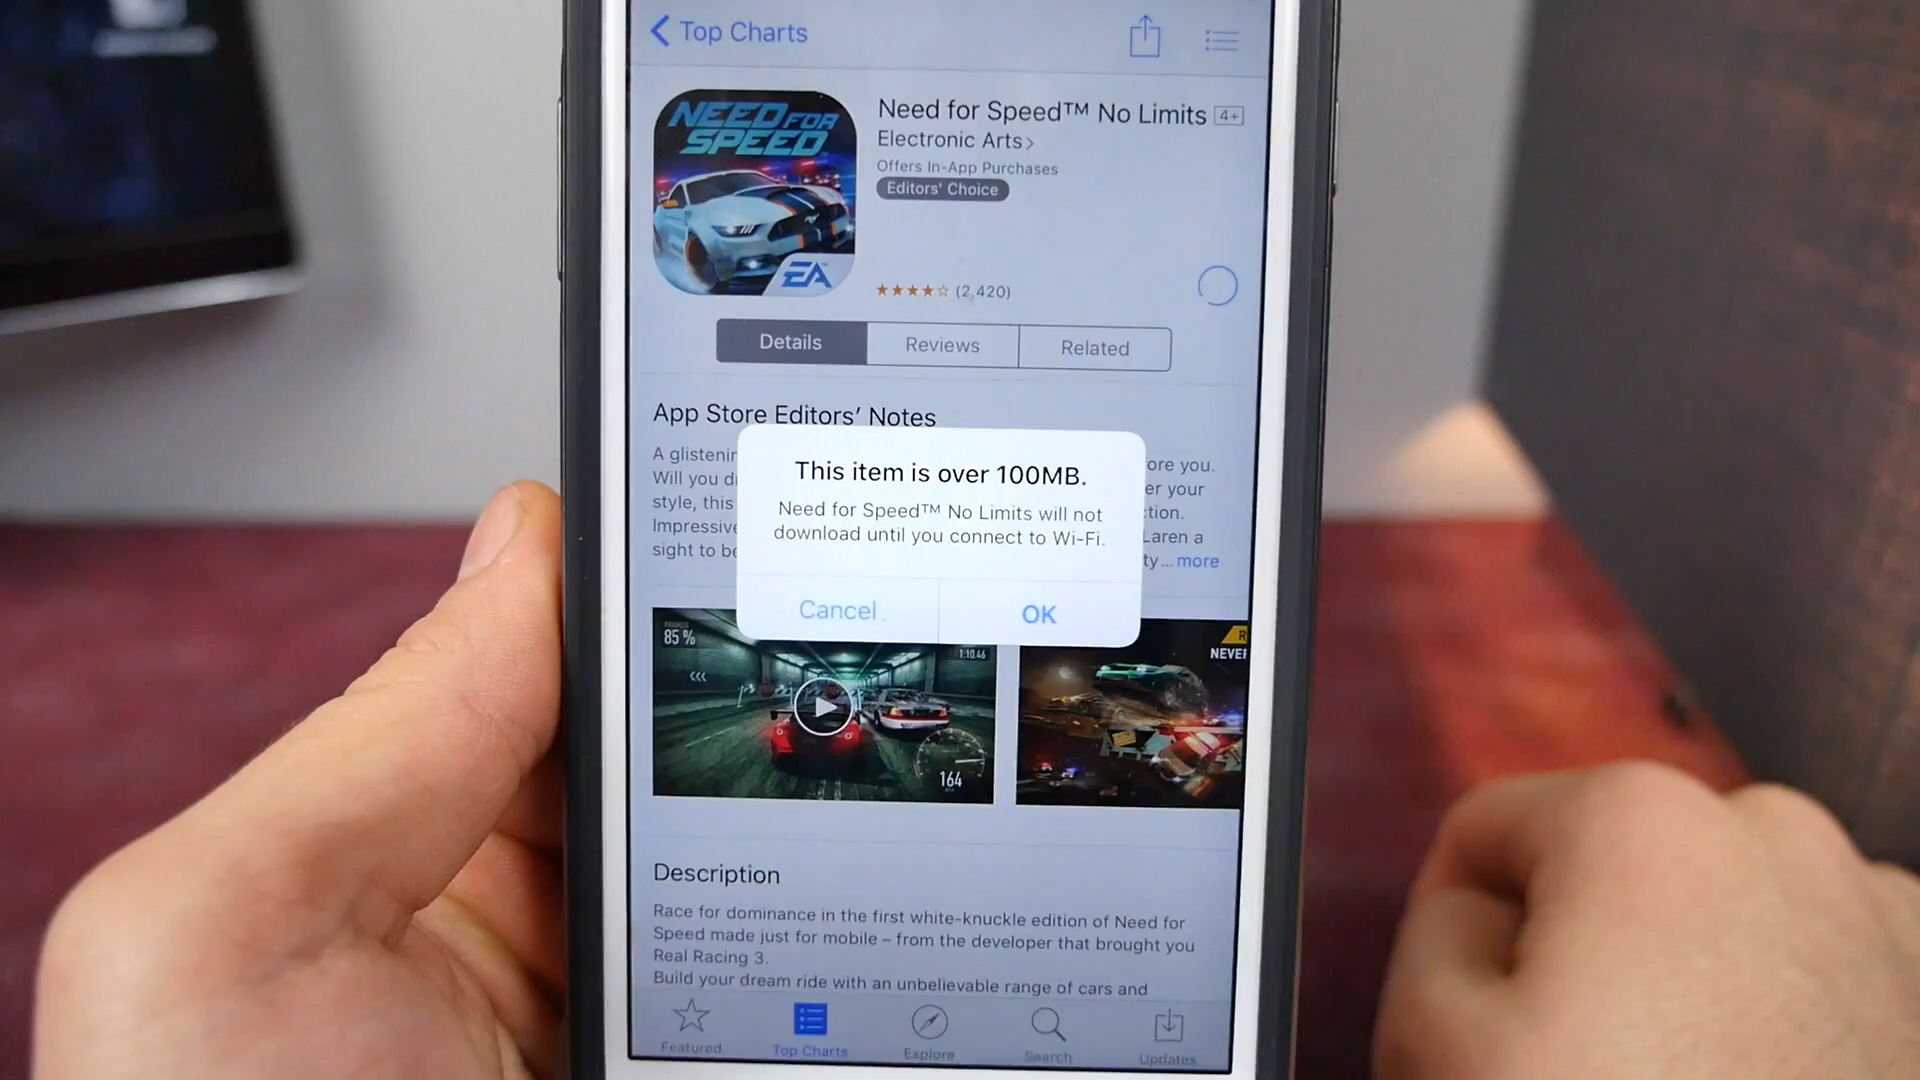 Top Charts
NEED FOR
SPEED
EA
Need for Speed™ No Limits 4+
Electronic Arts
Offers In-App Purchases
Editors' Choice
(2,420)
Details
Reviews
Related
App Store Editors' Notes
A
ore you.
Will you
er your
style, this
tion.
Impressive
Laren a
sight to
ty... more
This item is over 100MB.
Need for Speed™ No Limits will not
download until you connect to Wi-Fi.
Cancel
OK
PROGRESS
85 %
1:10.46
164
R
NEVER
Description
Race for dominance in the first white-knuckle edition of Need for
Speed made just for mobile – from the developer that brought you
Real Racing 3.
Build your dream ride with an unbelievable range of cars and
Featured
Top Charts
Explore
Search
Updates